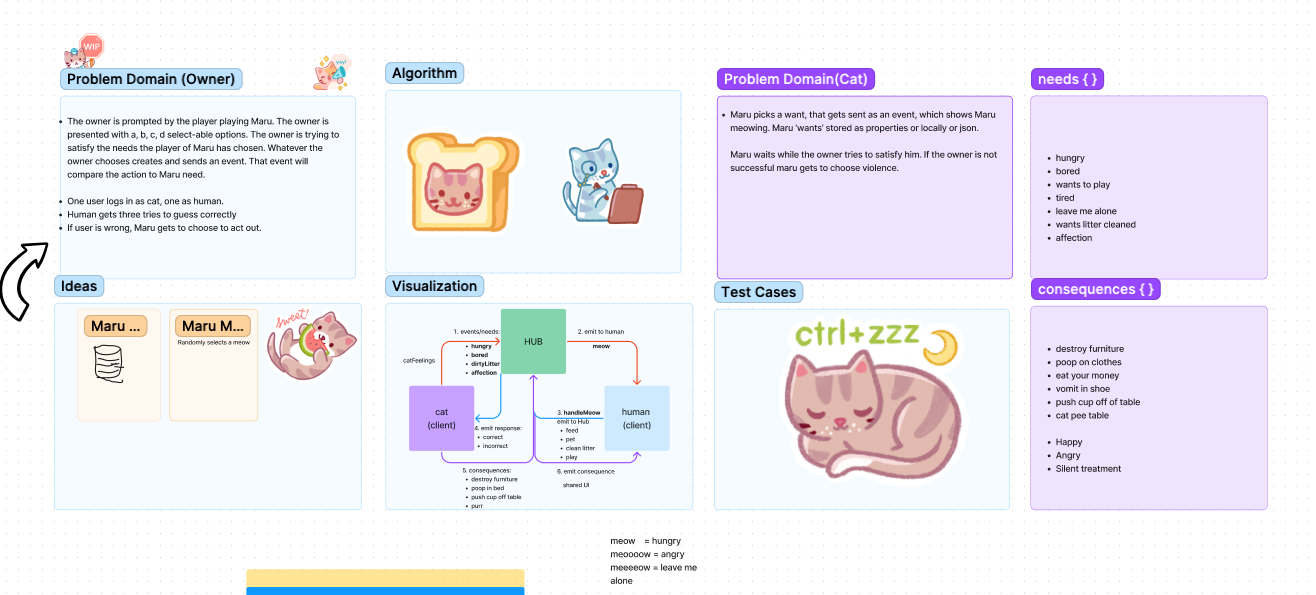 WIP
yay!
Problem Domain (Owner)
The owner is prompted by the player playing Maru. The owner is
presented with a, b, c, d select-able options. The owner is trying to
satisfy the needs the player of Maru has chosen. Whatever the
owner chooses creates and sends an event. That event will
compare the action to Maru need.
One user logs in as cat, one as human.
Human gets three tries to guess correctly
If user is wrong, Maru gets to choose to act out.
Algorithm
Problem Domain(Cat)
Maru picks a want, that gets sent as an event, which shows Maru
meowing. Maru 'wants' stored as properties or locally or json.
Maru waits while the owner tries to satisfy him. If the owner is not
successful maru gets to choose violence.
needs { }
hungry
bored
wants to play
tired
leave me alone
wants litter cleaned
affection
Ideas
Maru ...
Maru M...
Randomly selects a meow
sweet!
Visualization
1. events/needs:
hungry
bored
dirtyLitter
affection
catFeelings
HUB
2. emit to human
meow
cat
(client)
human
(client)
3. handleMeow
emit to Hub
feed
pet
clean litter
play
4. emit response:
correct
incorrect
5. consequences:
destroy furniture
poop in bed
push cup off table
purr
6. emit consequence
shared UI
Test Cases
ctrl+zzz
consequences { }
destroy furniture
poop on clothes
eat your money
vomit in shoe
push cup off of table
cat pee table
Happy
Angry
Silent treatment
meow = hungry
meoooow = angry
meeeeow = leave me
alone